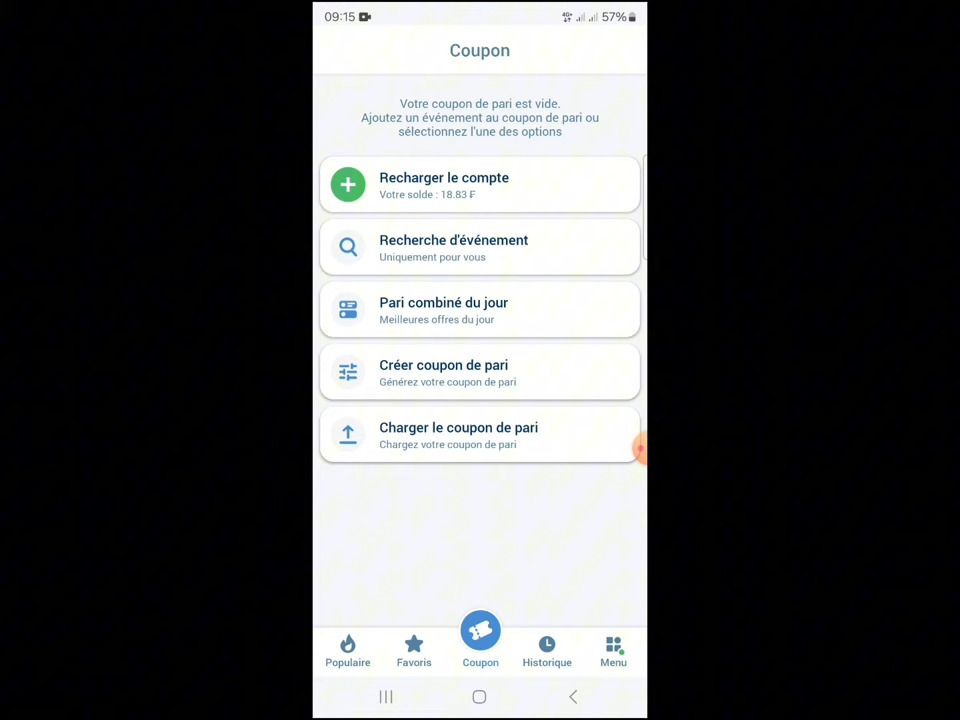 09:15
4G+ 57%
Coupon
Votre coupon de pari est vide.
Ajoutez un événement au coupon de pari ou
sélectionnez l'une des options
Recharger le compte
Votre solde : 18.83 ₣
Recherche d'événement
Uniquement pour vous
Pari combiné du jour
Meilleures offres du jour
Créer coupon de pari
Générez votre coupon de pari
Charger le coupon de pari
Chargez votre coupon de pari
Populaire Favoris Coupon Historique Menu